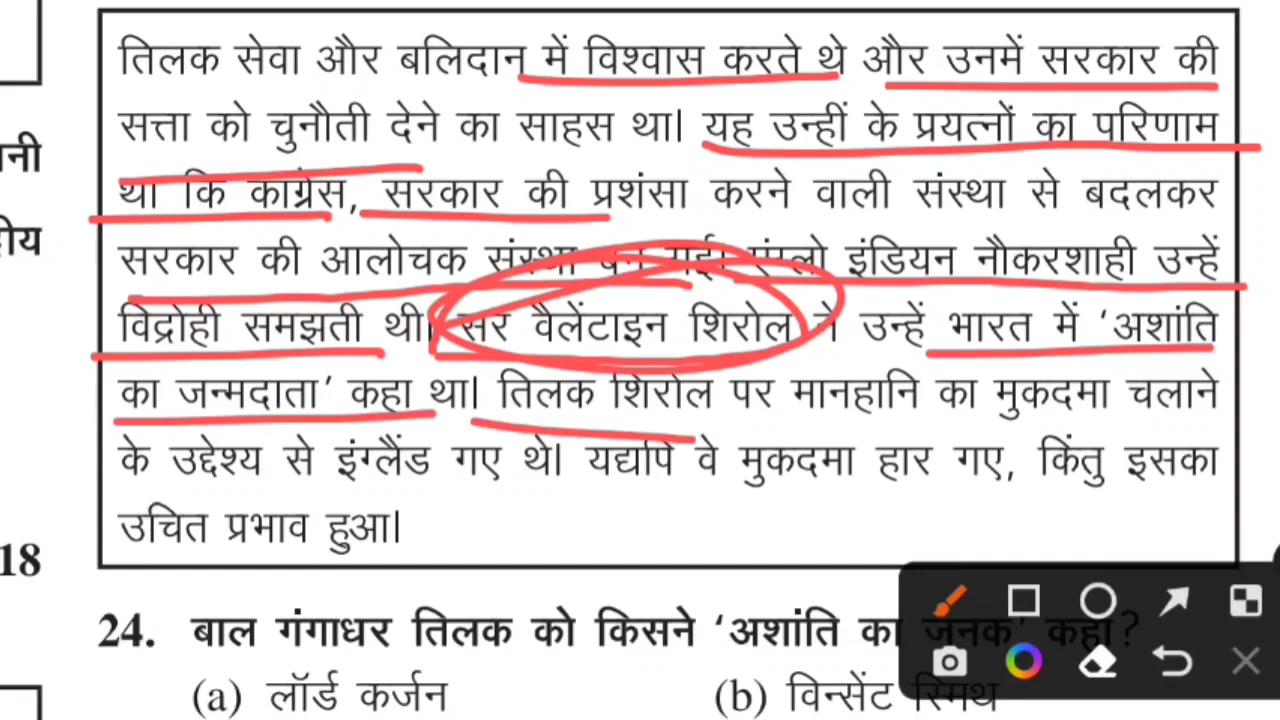 तिलक सेवा और बलिदान में विश्वास करते थे और उनमें सरकार की
सत्ता को चुनौती देने का साहस था। यह उन्हीं के प्रयत्नों का परिणाम
नी
था कि काग्रेस, सरकार की प्रशंसा करने वाली संस्था से बदलकर
ीय
सरकार की आलोचक संस्था बन गई। एंग्लो इंडियन नौकरशाही उन्हें
विद्रोही समझती थी। सर वैलेंटाइन शिरोल ने उन्हें भारत में ‘अशांति
का जन्मदाता’ कहा था। तिलक शिरोल पर मानहानि का मुकदमा चलाने
के उद्देश्य से इंग्लैंड गए थे। यद्यपि वे मुकदमा हार गए, किंतु इसका
उचित प्रभाव हुआ।
18
24. बाल गंगाधर तिलक को किसने ‘अशांति का जनक’ कहा?
(a) लॉर्ड कर्जन (b) विन्सेंट स्मिथ